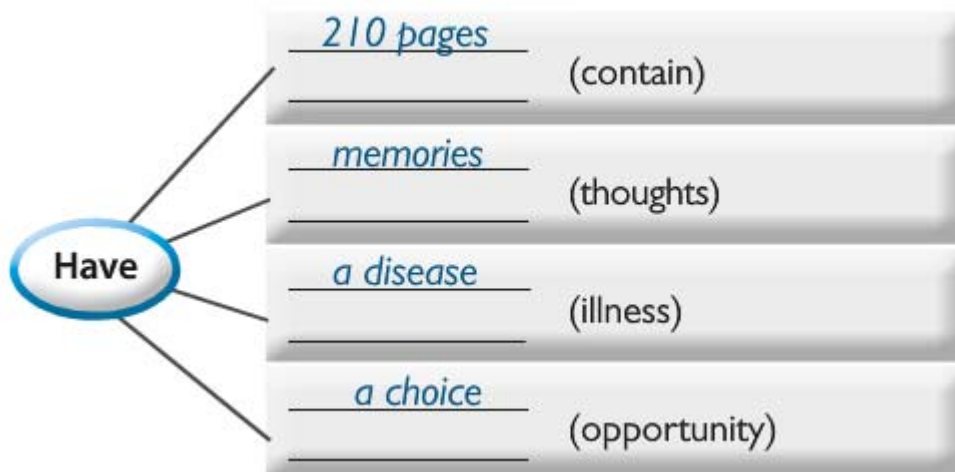 210 pages
(contain)
memories
(thoughts)
Have
a disease
(illness)
a choice
(opportunity)